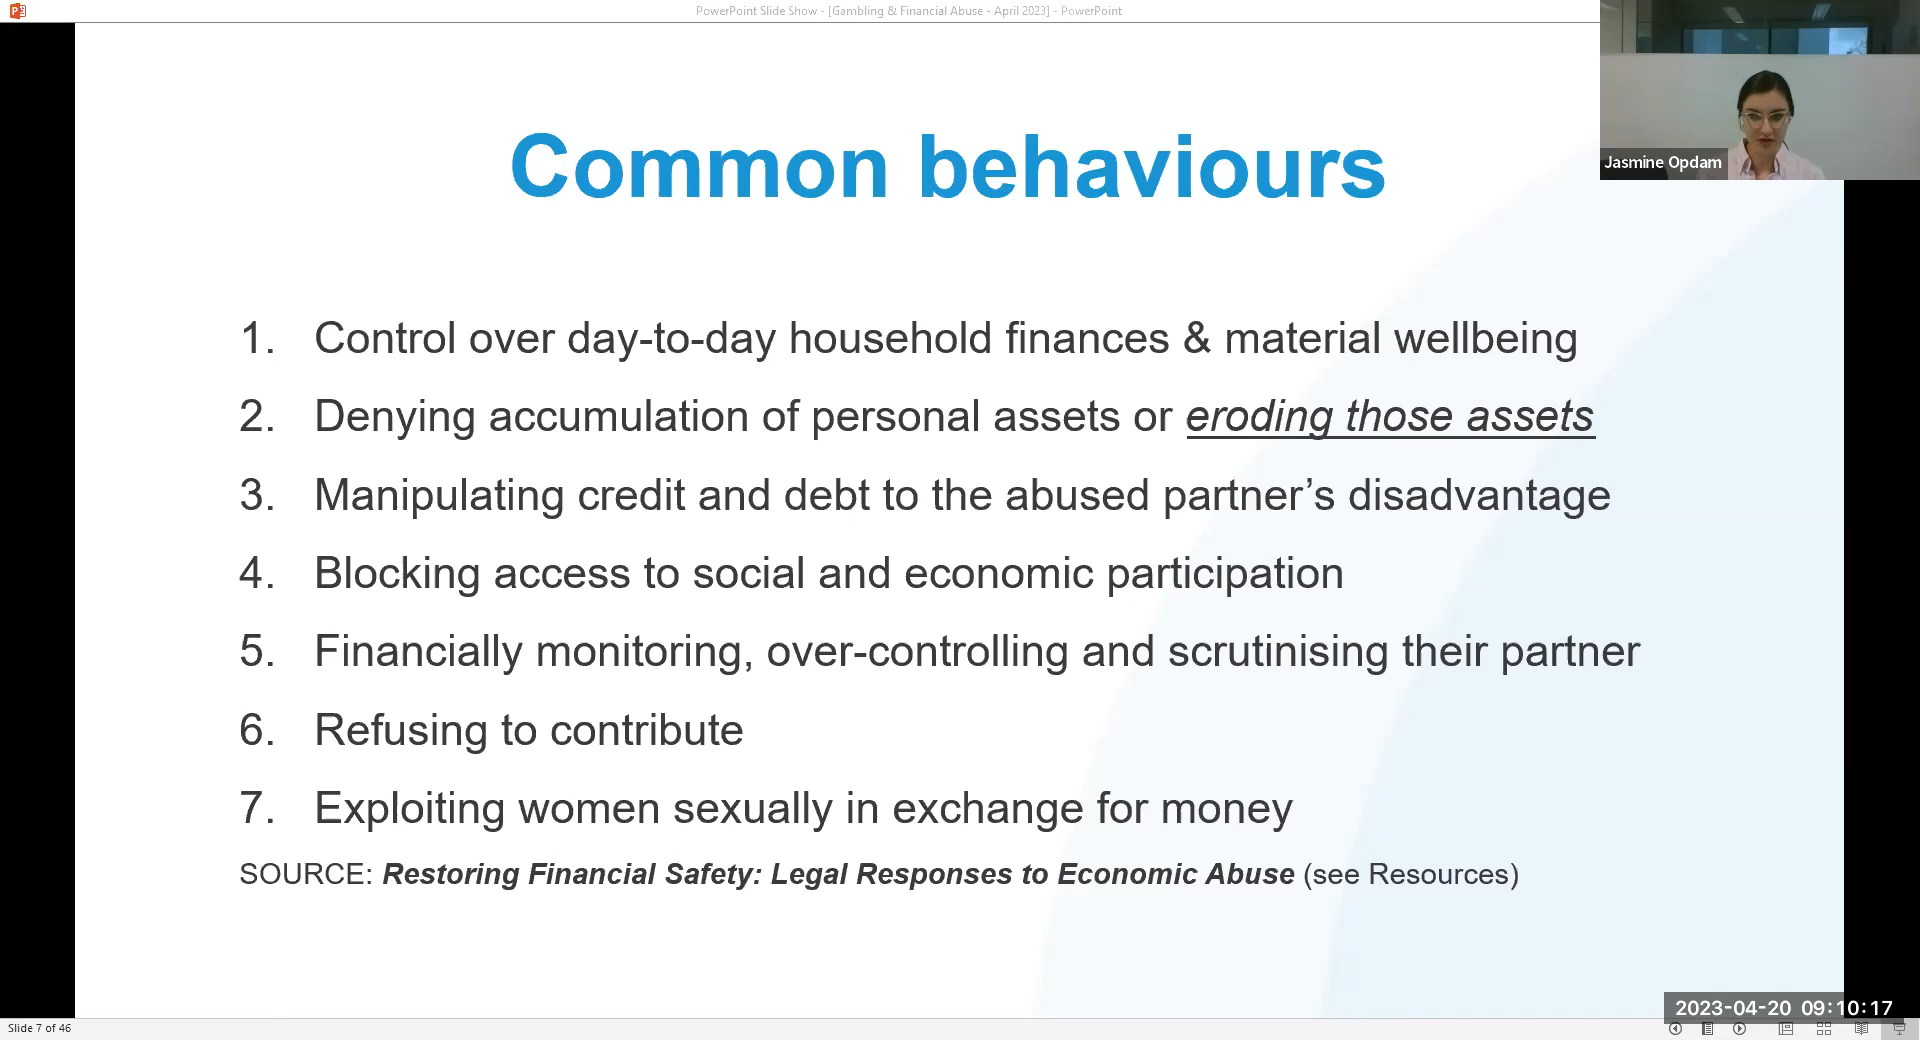 PowerPoint Slide Show - [Gambling & Financial Abuse - April 2023] - PowerPoint
Jasmine Opdam
Common behaviours
1. Control over day-to-day household finances & material wellbeing
2. Denying accumulation of personal assets or eroding those assets
3. Manipulating credit and debt to the abused partner’s disadvantage
4. Blocking access to social and economic participation
5. Financially monitoring, over-controlling and scrutinising their partner
6. Refusing to contribute
7. Exploiting women sexually in exchange for money
SOURCE: Restoring Financial Safety: Legal Responses to Economic Abuse (see Resources)
2023-04-20 09:10:17
Slide 7 of 46